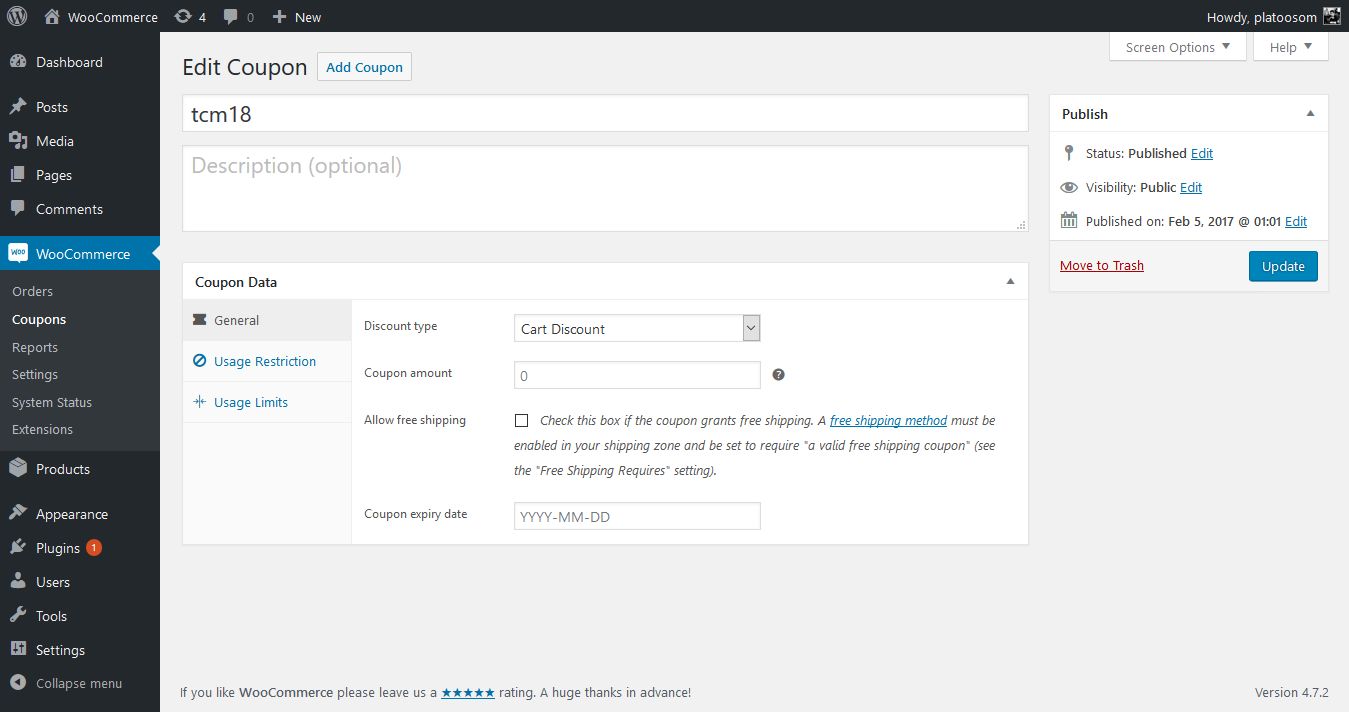 WooCommerce 4 0 New Howdy, platoosom
Screen Options Help
Dashboard
Posts
Media
Pages
Comments
WooCommerce
Orders
Coupons
Reports
Settings
System Status
Extensions
Products
Appearance
Plugins 1
Users
Tools
Settings
Collapse menu
Edit Coupon Add Coupon
tcm18
Description (optional)
Coupon Data
General
Usage Restriction
Usage Limits
Discount type Cart Discount
Coupon amount 0 ?
Allow free shipping Check this box if the coupon grants free shipping. A free shipping method must be
enabled in your shipping zone and be set to require "a valid free shipping coupon" (see
the "Free Shipping Requires" setting).
Coupon expiry date YYYY-MM-DD
Publish
Status: Published Edit
Visibility: Public Edit
Published on: Feb 5, 2017 @ 01:01 Edit
Move to Trash Update
If you like WooCommerce please leave us a ★★★★★ rating. A huge thanks in advance! Version 4.7.2